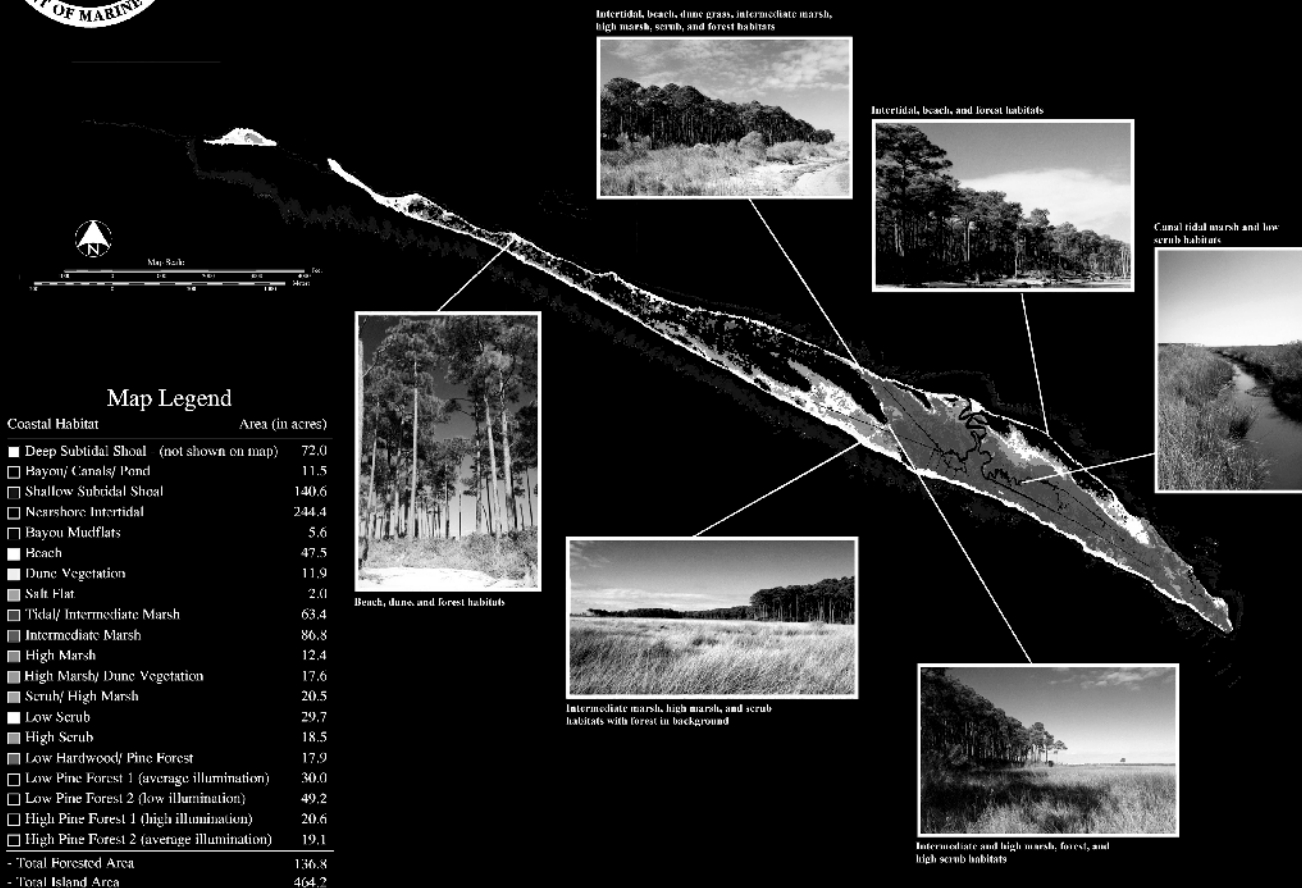 T OF MARINE
Intertidal, beach, dune grass, intermediate marsh,
high marsh, scrub, and forest habitats
Intertidal, beach, and forest habitats
Canal tidal marsh and low
scrub habitats
N
Map Scale
Map Legend
Coastal Habitat Area (in acres)
Deep Subtidal Shoal (not shown on map) 72.0
Bayou/ Canals/ Pond 11.5
Shallow Subtidal Shoal 140.6
Nearshore Intertidal 244.4
Bayou Mudflats 5.6
Beach 47.5
Dune Vegetation 11.9
Salt Flat 2.0
Tidal/ Intermediate Marsh 63.4
Intermediate Marsh 86.8
High Marsh 12.4
High Marsh/ Dune Vegetation 17.6
Scrub/ High Marsh 20.5
Low Scrub 29.7
High Scrub 18.5
Low Hardwood/ Pine Forest 17.9
Low Pine Forest 1 (average illumination) 30.0
Low Pine Forest 2 (low illumination) 49.2
High Pine Forest 1 (high illumination) 20.6
High Pine Forest 2 (average illumination) 19.1
- Total Forested Area 136.8
- Total Island Area 464.2
Beach, dune, and forest habitats
Intermediate marsh, high marsh, and scrub
habitats with forest in background
Intermediate and high marsh, forest, and
high scrub habitats